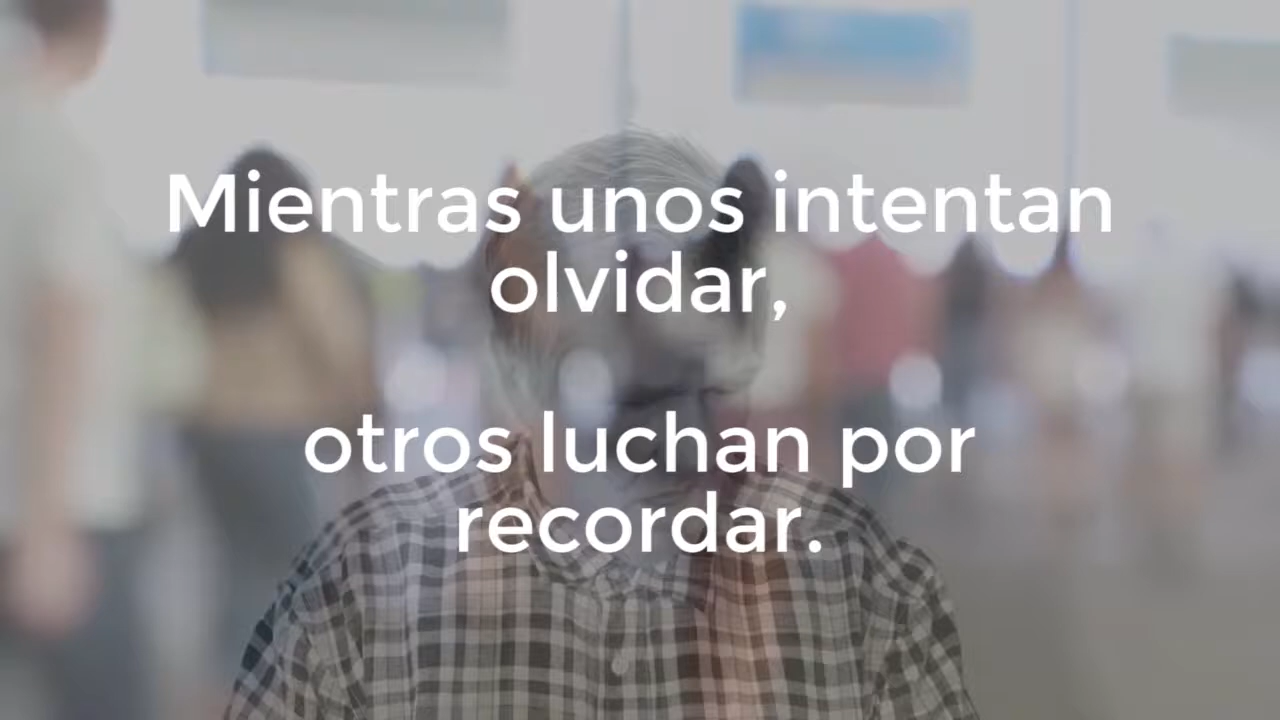 Mientras unos intentan
olvidar,
otros luchan por
recordar.